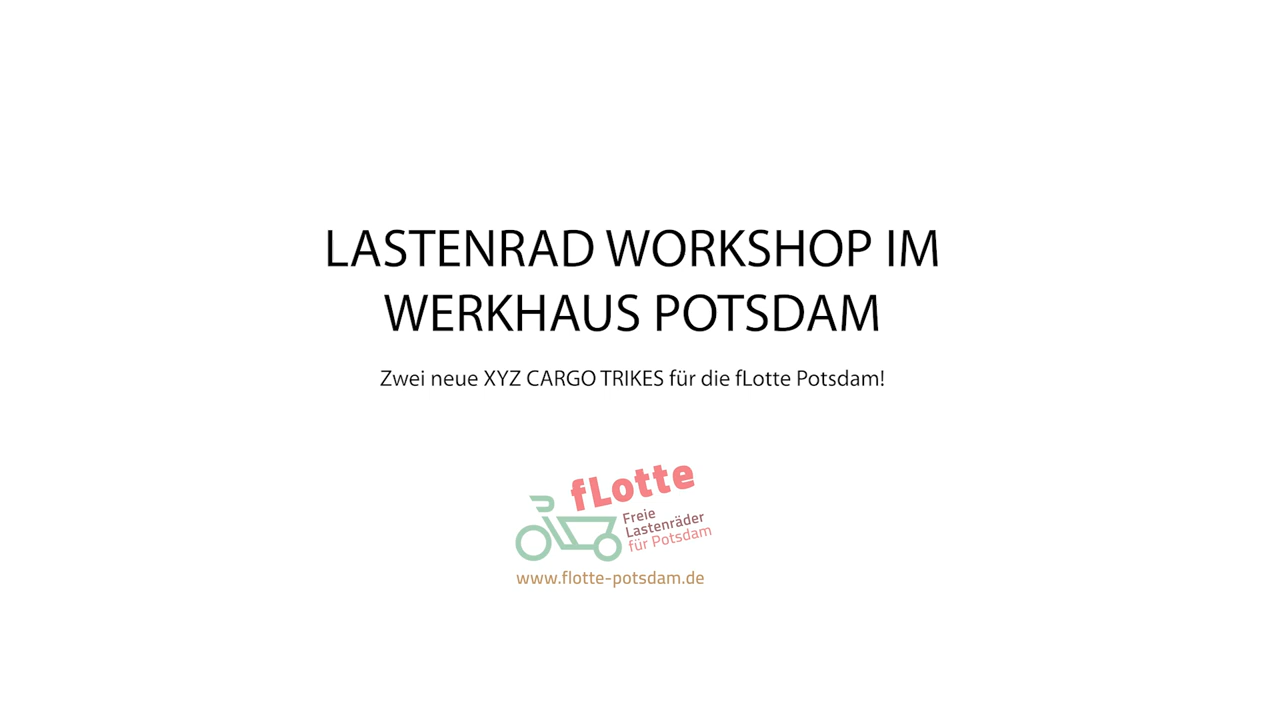 LASTENRAD WORKSHOP IM
WERKHAUS POTSDAM
Zwei neue XYZ CARGO TRIKES für die fLotte Potsdam!
fLotte
Freie
Lastenräder
für Potsdam
www.flotte-potsdam.de